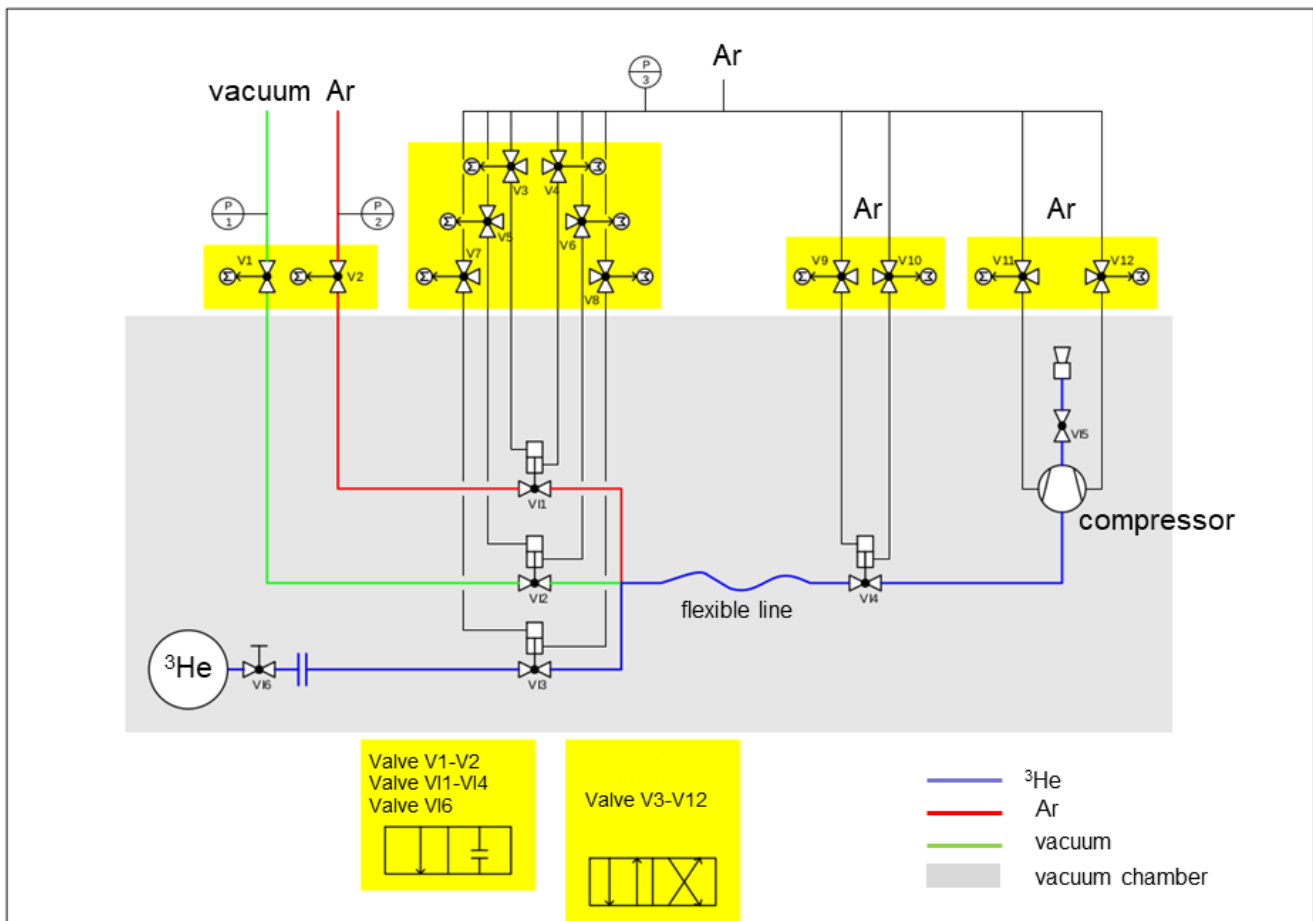 Ar
P
3
vacuum Ar
P
1
P
2
V1
V2
V3
V4
V5
V6
V7
V8
Ar
V9
V10
Ar
V11
V12
VI5
compressor
VI1
VI2
flexible line
VI4
³He
VI6
VI3
Valve V1-V2
Valve VI1-VI4
Valve VI6
Valve V3-V12
³He
Ar
vacuum
vacuum chamber